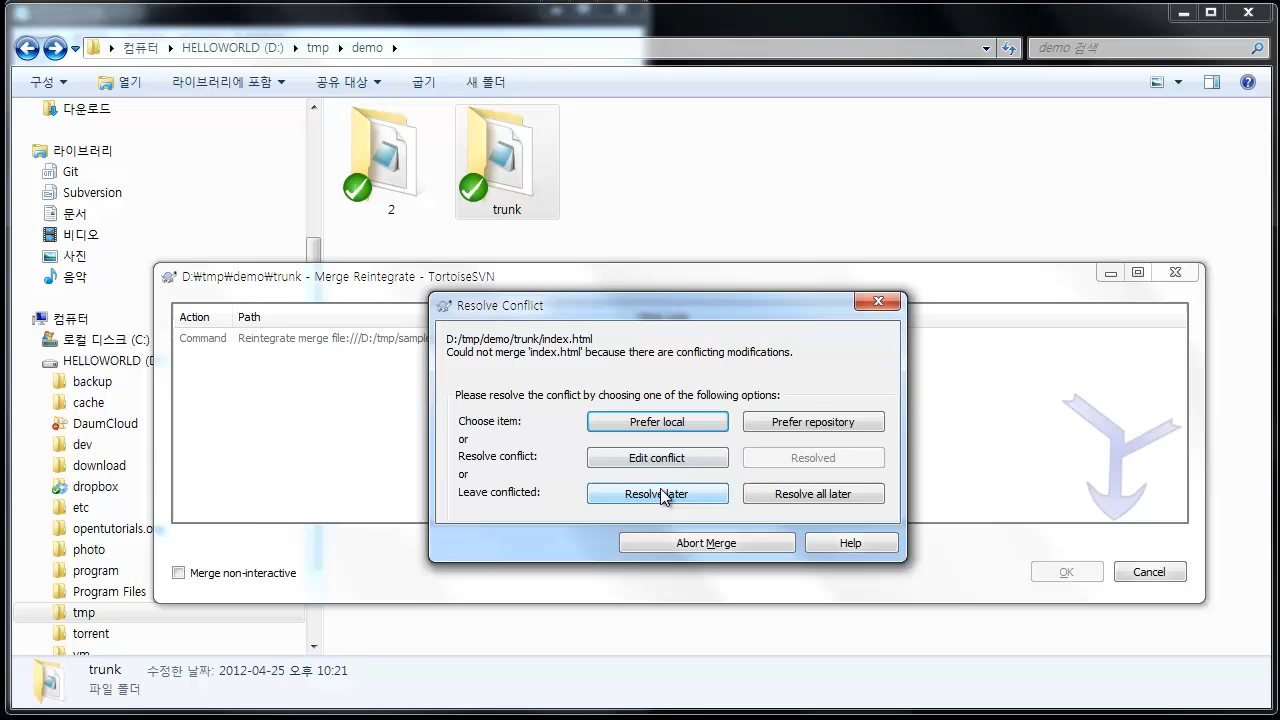 컴퓨터 HELLOWORLD (D:) tmp demo
demo 검색
구성 열기 라이브러리에 포함 공유 대상 굽기 새 폴더
다운로드
라이브러리
Git
Subversion
문서
비디오
사진
음악
컴퓨터
로컬 디스크 (C:)
HELLOWORLD (D
backup
cache
DaumCloud
dev
download
dropbox
etc
opentutorials.o
photo
program
Program Files
tmp
torrent
vm
2
trunk
D:\tmp\demo\trunk - Merge Reintegrate - TortoiseSVN
Action Path
Command Reintegrate merge file:///D:/tmp/sample
Merge non-interactive
OK Cancel
Resolve Conflict
D:/tmp/demo/trunk/index.html
Could not merge 'index.html' because there are conflicting modifications.
Please resolve the conflict by choosing one of the following options:
Choose item: Prefer local Prefer repository
or
Resolve conflict: Edit conflict Resolved
or
Leave conflicted: Resolve later Resolve all later
Abort Merge Help
trunk 수정한 날짜: 2012-04-25 오후 10:21
파일 폴더